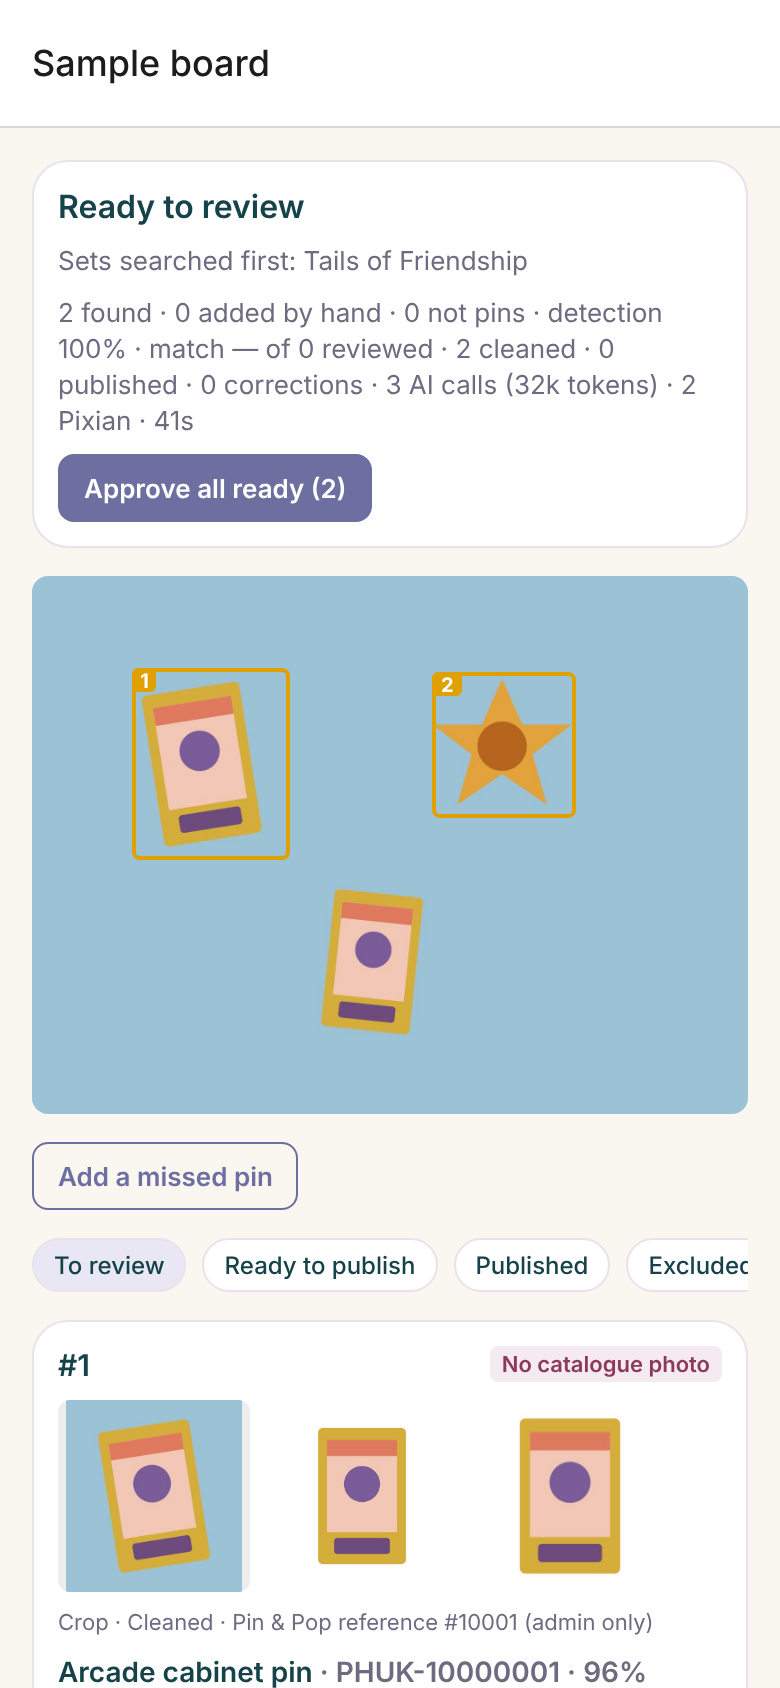 Sample board
Ready to review
Sets searched first: Tails of Friendship
2 found · 0 added by hand · 0 not pins · detection
100% · match — of 0 reviewed · 2 cleaned · 0
published · 0 corrections · 3 AI calls (32k tokens) · 2
Pixian · 41s
Approve all ready (2)
1
2
Add a missed pin
To review
Ready to publish
Published
Excluded
#1
No catalogue photo
Crop · Cleaned · Pin & Pop reference #10001 (admin only)
Arcade cabinet pin · PHUK-10000001 · 96%